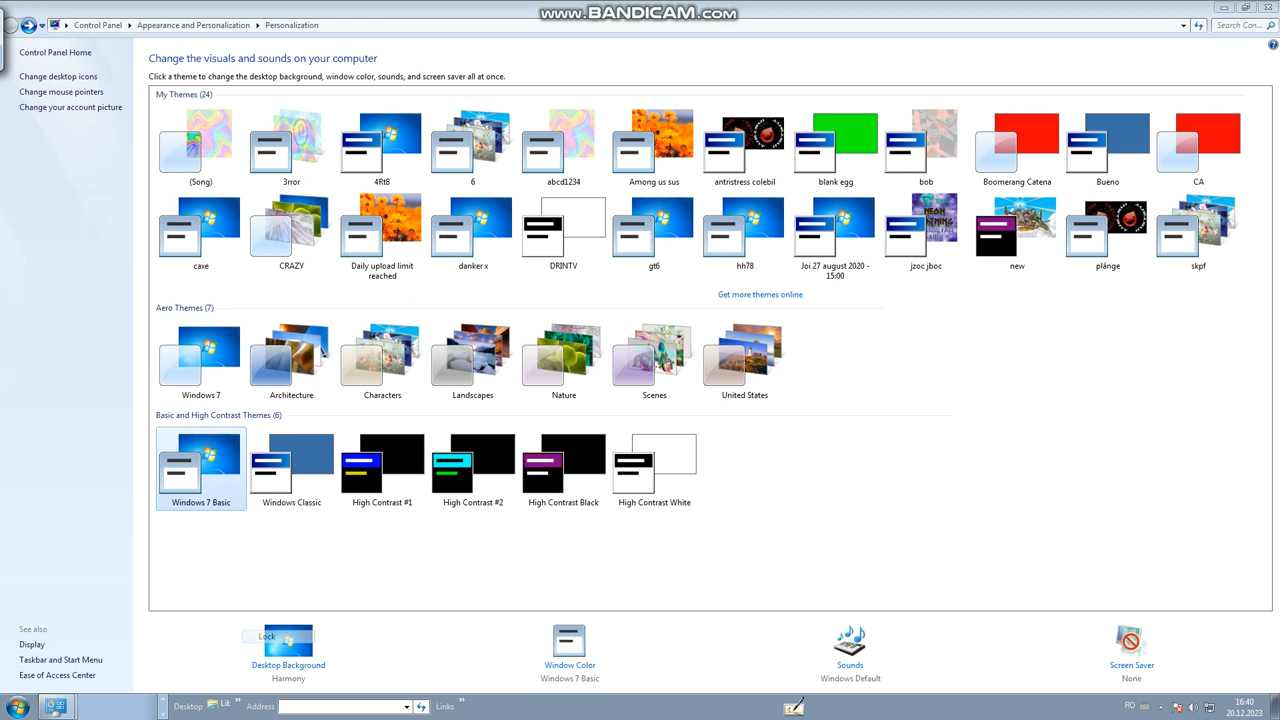 www.BANDICAM.com
Control Panel Appearance and Personalization Personalization
Search Con...
Control Panel Home
Change desktop icons
Change mouse pointers
Change your account picture
Change the visuals and sounds on your computer
Click a theme to change the desktop background, window color, sounds, and screen saver all at once.
My Themes (24)
(Song) 3rror 4Rt8 6 abcd1234 Among us sus antristress colebil blank egg bob Boomerang Catena Bueno CA
caxe CRAZY Daily upload limit reached danker x DRINTV gt6 hh78 Joi 27 august 2020 - 15:00 jzoc jboc new plânge skpf
Get more themes online
Aero Themes (7)
Windows 7 Architecture Characters Landscapes Nature Scenes United States
Basic and High Contrast Themes (6)
Windows 7 Basic Windows Classic High Contrast #1 High Contrast #2 High Contrast Black High Contrast White
See also
Display
Taskbar and Start Menu
Ease of Access Center
Lock
Desktop Background Window Color Sounds Screen Saver
Harmony Windows 7 Basic Windows Default None
Desktop Lib Address Links RO 16:40
20.12.2023